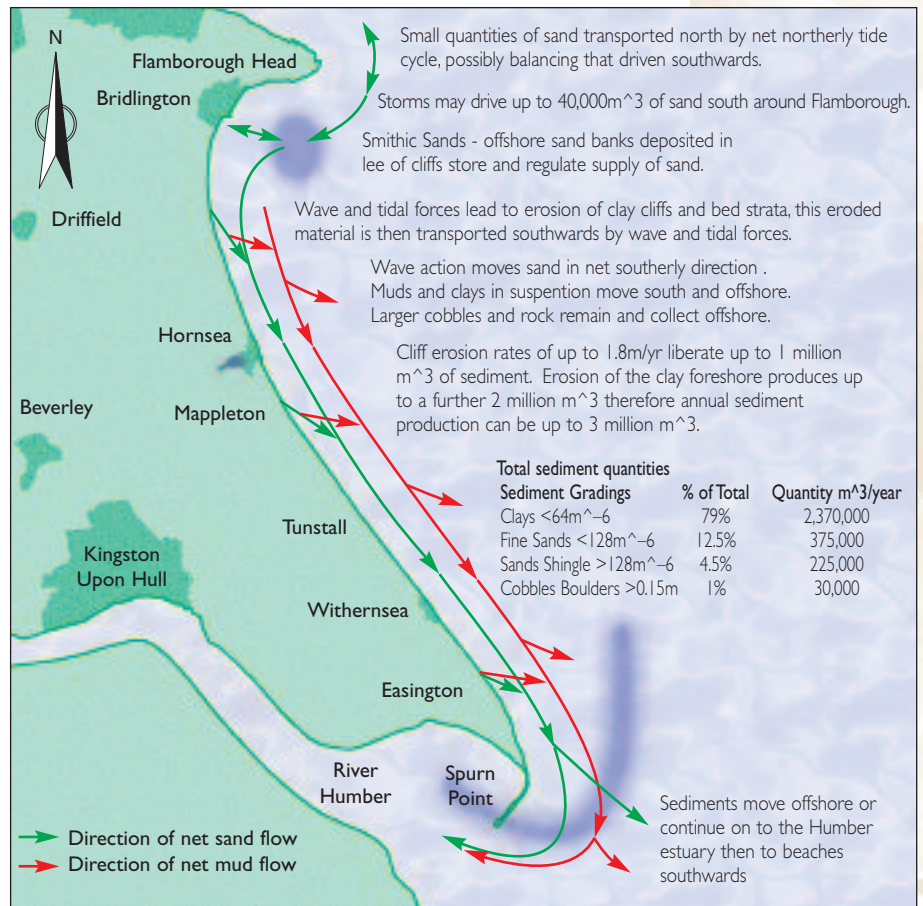 N
Flamborough Head
Bridlington
Small quantities of sand transported north by net northerly tide
cycle, possibly balancing that driven southwards.
Storms may drive up to 40,000m^3 of sand south around Flamborough.
Smithic Sands - offshore sand banks deposited in
lee of cliffs store and regulate supply of sand.
Driffield
Wave and tidal forces lead to erosion of clay cliffs and bed strata, this eroded
material is then transported southwards by wave and tidal forces.
Wave action moves sand in net southerly direction .
Muds and clays in suspention move south and offshore.
Larger cobbles and rock remain and collect offshore.
Hornsea
Cliff erosion rates of up to 1.8m/yr liberate up to 1 million
m^3 of sediment. Erosion of the clay foreshore produces up
to a further 2 million m^3 therefore annual sediment
production can be up to 3 million m^3.
Beverley
Mappleton
Total sediment quantities
Sediment Gradings % of Total Quantity m^3/year
Clays <64m^–6 79% 2,370,000
Fine Sands <128m^–6 12.5% 375,000
Sands Shingle >128m^–6 4.5% 225,000
Cobbles Boulders >0.15m 1% 30,000
Tunstall
Kingston
Upon Hull
Withernsea
Easington
River
Humber
Spurn
Point
Sediments move offshore or
continue on to the Humber
estuary then to beaches
southwards
Direction of net sand flow
Direction of net mud flow